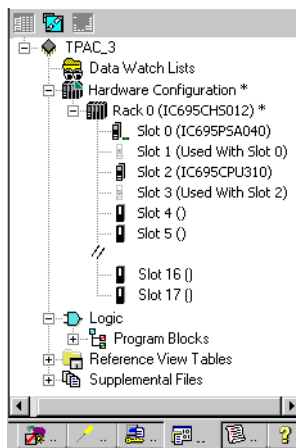 TPAC_3
Data Watch Lists
Hardware Configuration *
Rack 0 (IC695CHS012) *
Slot 0 (IC695PSA040)
Slot 1 (Used With Slot 0)
Slot 2 (IC695CPU310)
Slot 3 (Used With Slot 2)
Slot 4 ()
Slot 5 ()
//
Slot 16 ()
Slot 17 ()
Logic
Program Blocks
Reference View Tables
Supplemental Files
.. .. .. .. .. ?